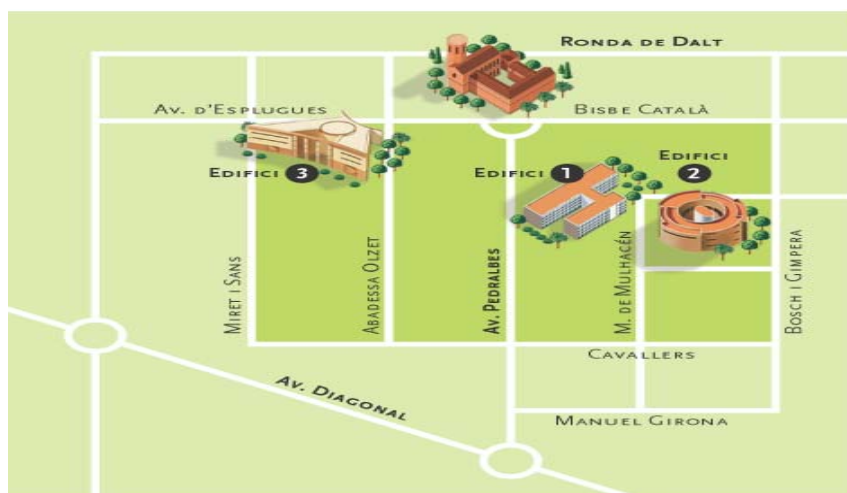 RONDA DE DALT
AV. D'ESPLUGUES
BISBE CATALÀ
EDIFICI 3
EDIFICI 1
EDIFICI
2
MIRET I SANS
ABADESSA OLZET
AV. PEDRALBES
M. DE MULHACÉN
BOSCH I GIMPERA
CAVALLERS
AV. DIAGONAL
MANUEL GIRONA